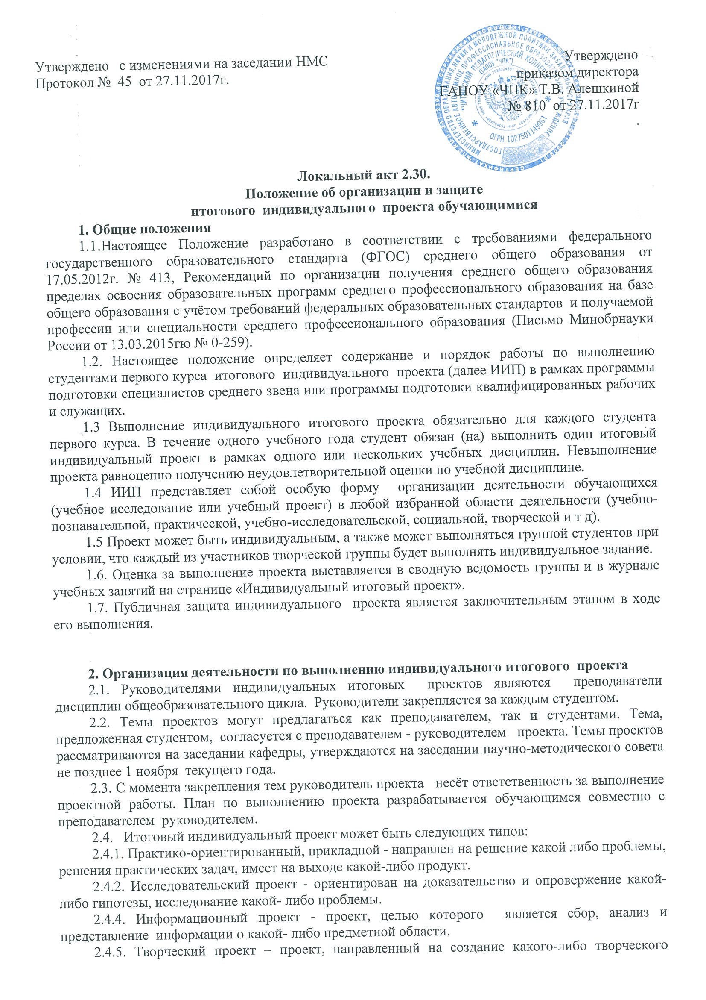 Утверждено с изменениями на заседании НМС
Протокол № 45 от 27.11.2017г.
Утверждено
приказом директора
ГАПОУ «ЧПК» Т.В. Алешкиной
№ 810 от 27.11.2017г
.
МИНИСТЕРСТВО ОБРАЗОВАНИЯ, НАУКИ И МОЛОДЕЖНОЙ ПОЛИТИКИ ЗАБАЙКАЛЬСКОГО КРАЯ
ГОСУДАРСТВЕННОЕ АВТОНОМНОЕ ПРОФЕССИОНАЛЬНОЕ ОБРАЗОВАТЕЛЬНОЕ УЧРЕЖДЕНИЕ
"ЧИТИНСКИЙ ПЕДАГОГИЧЕСКИЙ КОЛЛЕДЖ"
(ГАПОУ "ЧПК")
ОГРН 1027501149961
Локальный акт 2.30.
Положение об организации и защите
итогового индивидуального проекта обучающимися
1. Общие положения
1.1.Настоящее Положение разработано в соответствии с требованиями федерального
государственного образовательного стандарта (ФГОС) среднего общего образования от
17.05.2012г. № 413, Рекомендаций по организации получения среднего общего образования
пределах освоения образовательных программ среднего профессионального образования на базе
общего образования с учётом требований федеральных образовательных стандартов и получаемой
профессии или специальности среднего профессионального образования (Письмо Минобрнауки
России от 13.03.2015гю № 0-259).
1.2. Настоящее положение определяет содержание и порядок работы по выполнению
студентами первого курса итогового индивидуального проекта (далее ИИП) в рамках программы
подготовки специалистов среднего звена или программы подготовки квалифицированных рабочих
и служащих.
1.3 Выполнение индивидуального итогового проекта обязательно для каждого студента
первого курса. В течение одного учебного года студент обязан (на) выполнить один итоговый
индивидуальный проект в рамках одного или нескольких учебных дисциплин. Невыполнение
проекта равноценно получению неудовлетворительной оценки по учебной дисциплине.
1.4 ИИП представляет собой особую форму организации деятельности обучающихся
(учебное исследование или учебный проект) в любой избранной области деятельности (учебно-
познавательной, практической, учебно-исследовательской, социальной, творческой и т д).
1.5 Проект может быть индивидуальным, а также может выполняться группой студентов при
условии, что каждый из участников творческой группы будет выполнять индивидуальное задание.
1.6. Оценка за выполнение проекта выставляется в сводную ведомость группы и в журнале
учебных занятий на странице «Индивидуальный итоговый проект».
1.7. Публичная защита индивидуального проекта является заключительным этапом в ходе
его выполнения.
2. Организация деятельности по выполнению индивидуального итогового проекта
2.1. Руководителями индивидуальных итоговых проектов являются преподаватели
дисциплин общеобразовательного цикла. Руководители закрепляется за каждым студентом.
2.2. Темы проектов могут предлагаться как преподавателем, так и студентами. Тема,
предложенная студентом, согласуется с преподавателем - руководителем проекта. Темы проектов
рассматриваются на заседании кафедры, утверждаются на заседании научно-методического совета
не позднее 1 ноября текущего года.
2.3. С момента закрепления тем руководитель проекта несёт ответственность за выполнение
проектной работы. План по выполнению проекта разрабатывается обучающимся совместно с
преподавателем руководителем.
2.4. Итоговый индивидуальный проект может быть следующих типов:
2.4.1. Практико-ориентированный, прикладной - направлен на решение какой либо проблемы,
решения практических задач, имеет на выходе какой-либо продукт.
2.4.2. Исследовательский проект - ориентирован на доказательство и опровержение какой-
либо гипотезы, исследование какой- либо проблемы.
2.4.4. Информационный проект - проект, целью которого является сбор, анализ и
представление информации о какой- либо предметной области.
2.4.5. Творческий проект – проект, направленный на создание какого-либо творческого